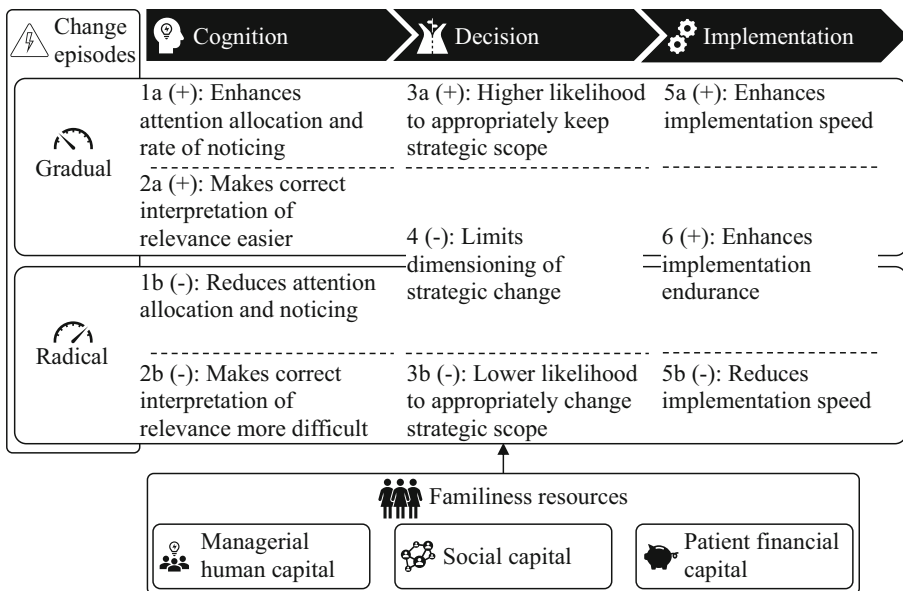 Change
episodes
Cognition
Decision
Implementation
Gradual
1a (+): Enhances
attention allocation and
rate of noticing
2a (+): Makes correct
interpretation of
relevance easier
3a (+): Higher likelihood
to appropriately keep
strategic scope
5a (+): Enhances
implementation speed
4 (-): Limits
dimensioning of
strategic change
6 (+): Enhances
implementation
endurance
Radical
1b (-): Reduces attention
allocation and noticing
2b (-): Makes correct
interpretation of
relevance more difficult
3b (-): Lower likelihood
to appropriately change
strategic scope
5b (-): Reduces
implementation speed
Familiness resources
Managerial
human capital
Social capital
Patient financial
capital